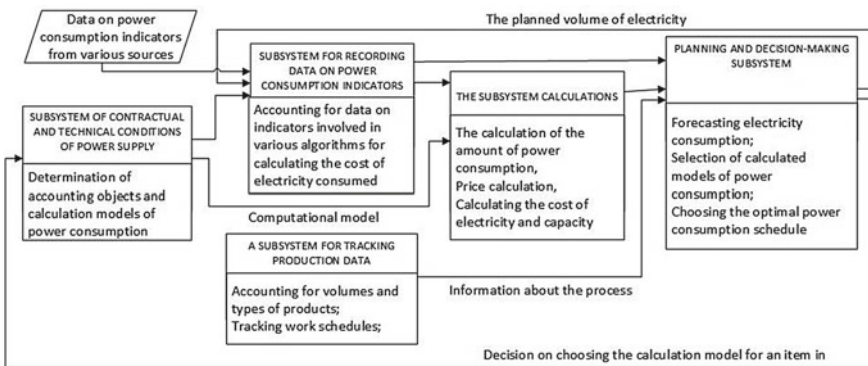 Data on power
consumption indicators
from various sources
The planned volume of electricity
SUBSYSTEM FOR RECORDING
DATA ON POWER
CONSUMPTION INDICATORS
Accounting for data on
indicators involved in
various algorithms for
calculating the cost of
electricity consumed
PLANNING AND DECISION-MAKING
SUBSYSTEM
Forecasting electricity
consumption;
Selection of calculated
models of power
consumption;
Choosing the optimal power
consumption schedule
THE SUBSYSTEM CALCULATIONS
The calculation of the
amount of power
consumption,
Price calculation,
Calculating the cost of
electricity and capacity
SUBSYSTEM OF CONTRACTUAL
AND TECHNICAL CONDITIONS
OF POWER SUPPLY
Determination of
accounting objects and
calculation models of
power consumption
Computational model
A SUBSYSTEM FOR TRACKING
PRODUCTION DATA
Accounting for volumes and
types of products;
Tracking work schedules;
Information about the process
Decision on choosing the calculation model for an item in